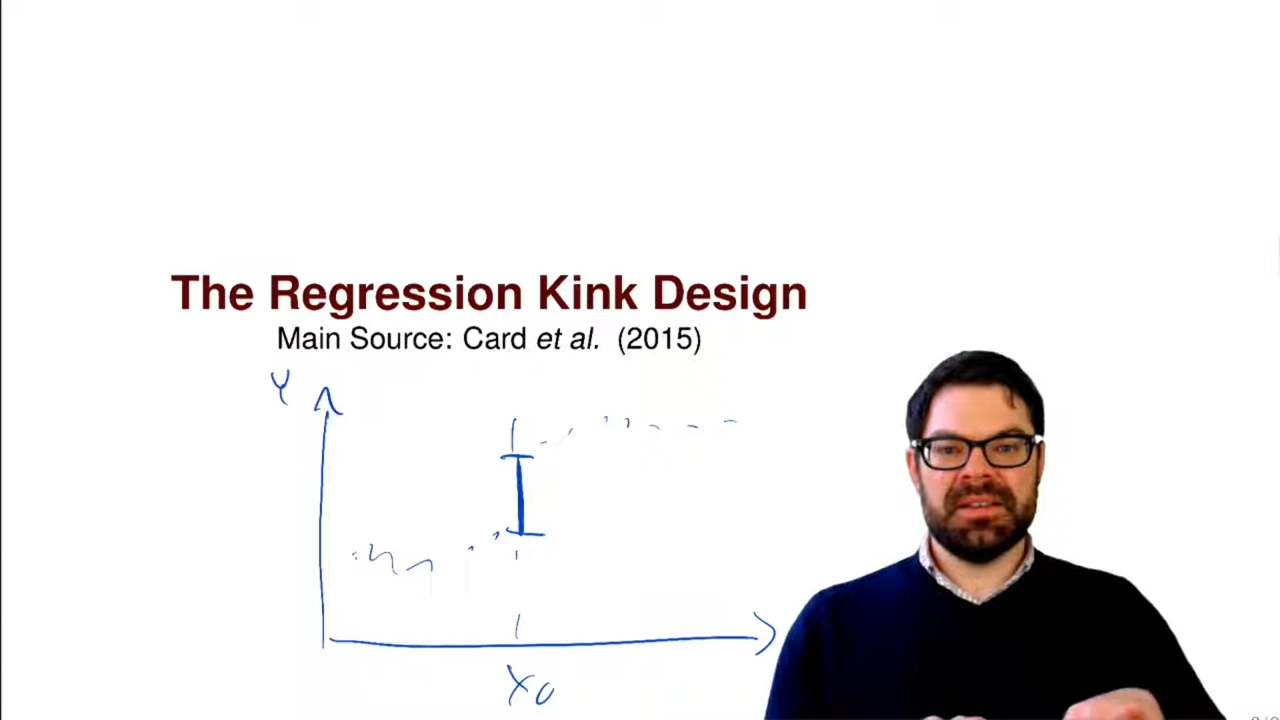 The Regression Kink Design
Main Source: Card et al. (2015)
Y
X0